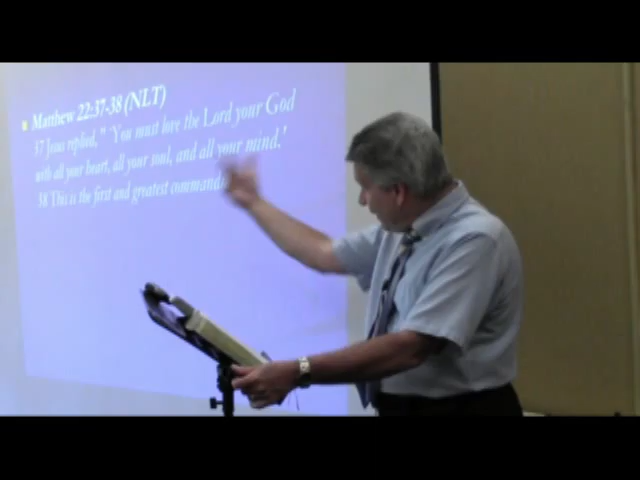 Matthew 22:37-38 (NLT)
37 Jesus replied, " 'You must love the Lord your God
with all your heart, all your soul, and all your mind.'
38 This is the first and greatest